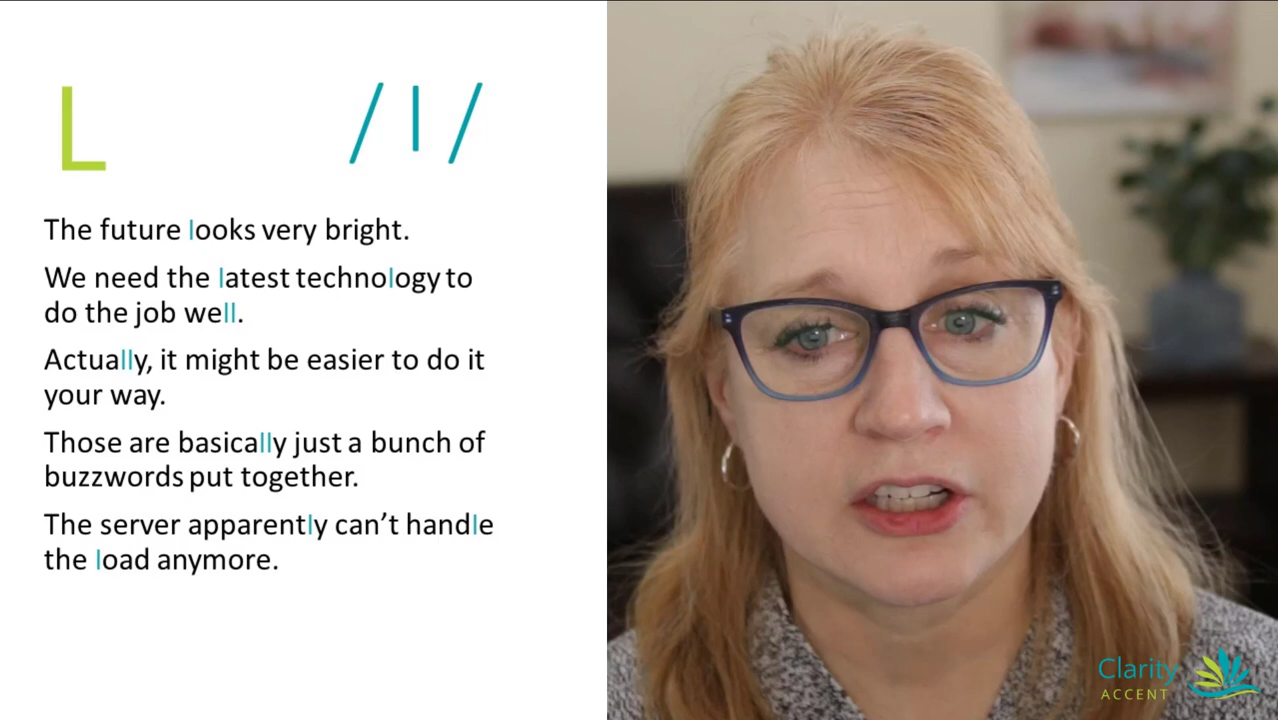 L /l/
The future looks very bright.
We need the latest technology to
do the job well.
Actually, it might be easier to do it
your way.
Those are basically just a bunch of
buzzwords put together.
The server apparently can’t handle
the load anymore.
Clarity
ACCENT